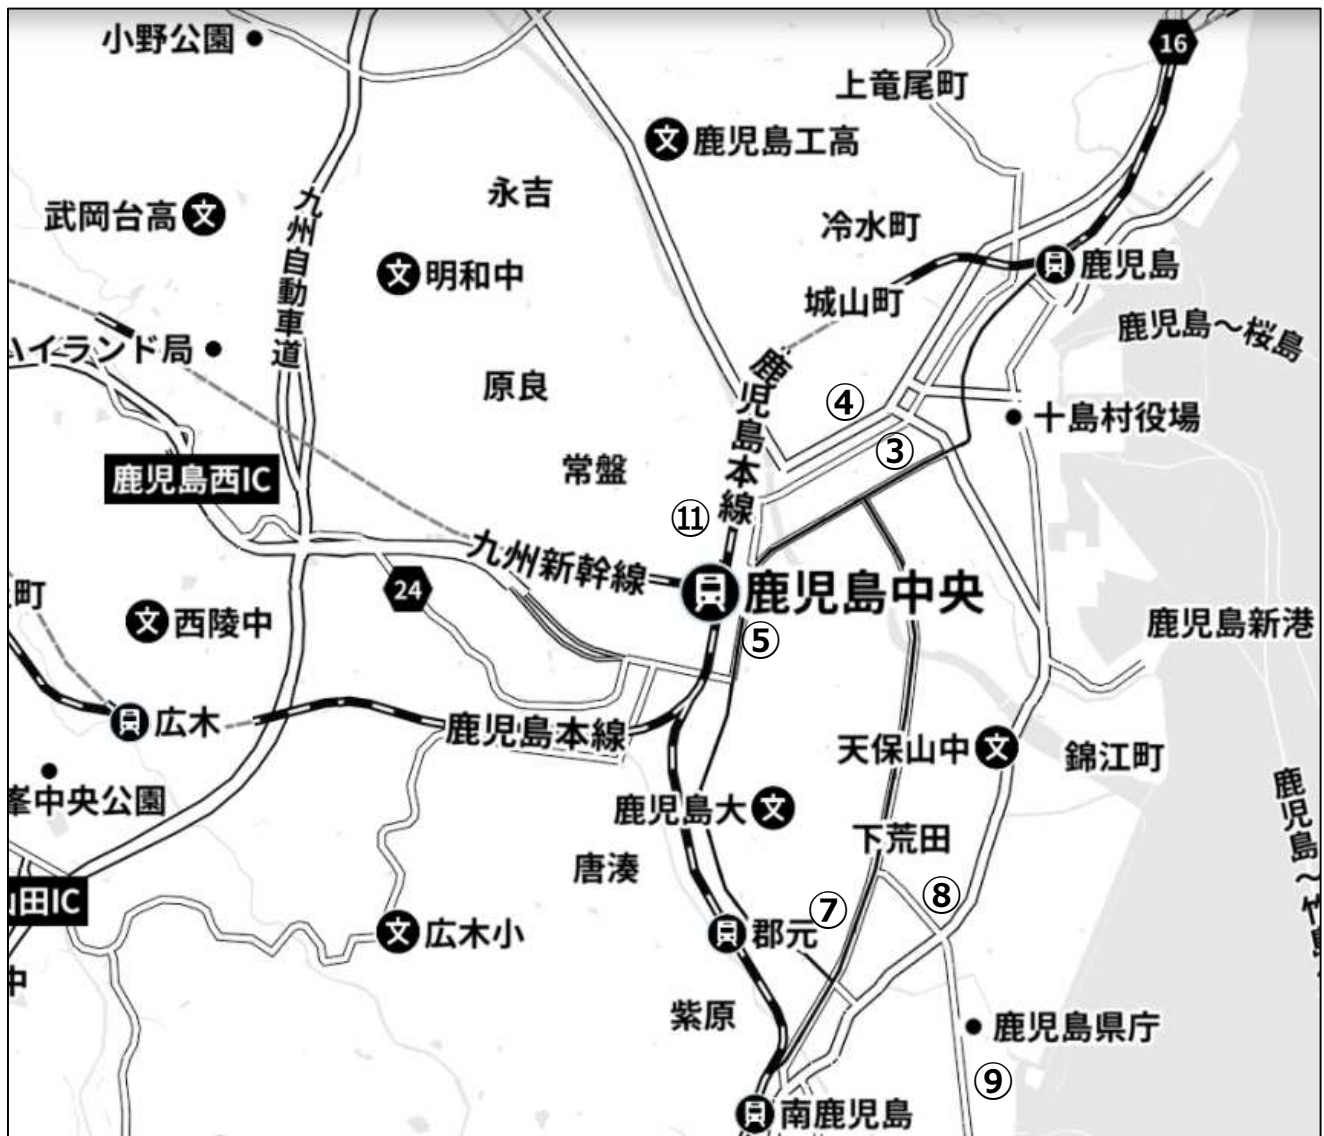 小野公園
16
上竜尾町
鹿児島工高
永吉
武岡台高
冷水町
九州自動車道
明和中
鹿児島
城山町
鹿児島～桜島
ハイランド局
原良
鹿児島本線
④
十島村役場
③
鹿児島西IC
常盤
⑪
九州新幹線
24
鹿児島中央
町
西陵中
鹿児島新港
⑤
広木
鹿児島本線
天保山中
錦江町
峯中央公園
鹿児島大
鹿児島～竹島
下荒田
唐湊
山田IC
⑧
⑦
広木小
郡元
中
紫原
鹿児島県庁
⑨
南鹿児島